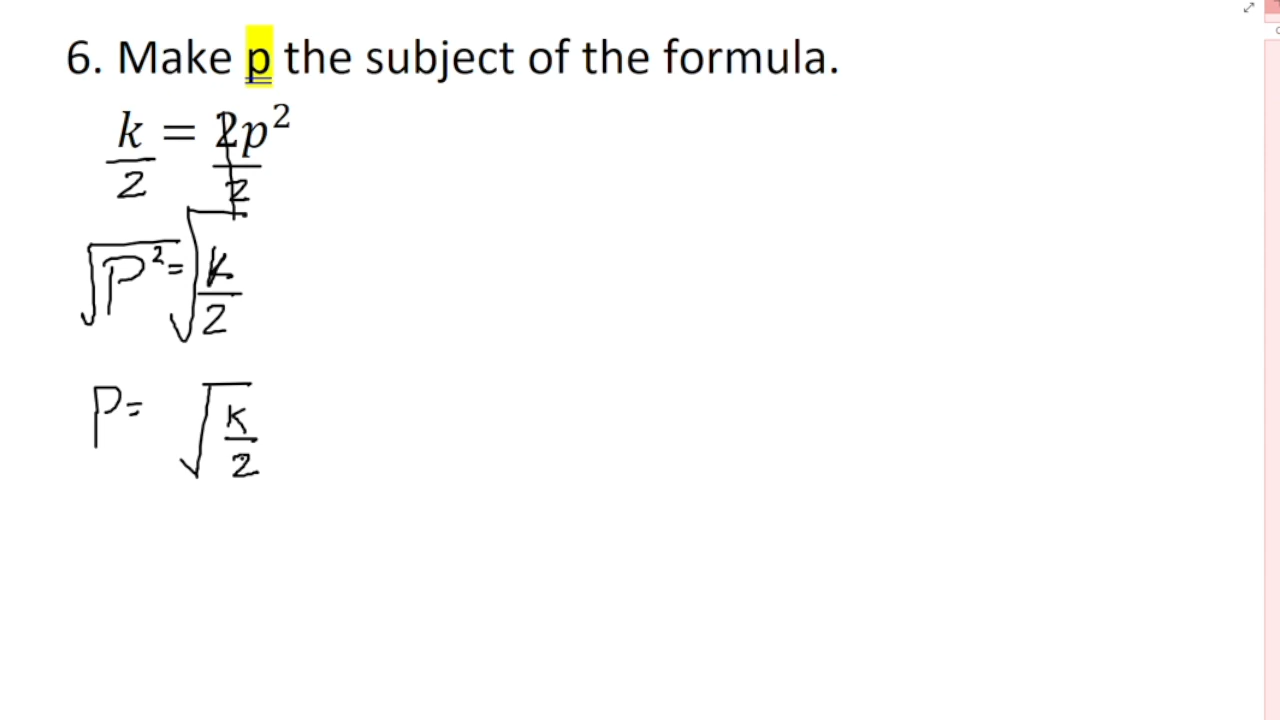 6. Make p the subject of the formula.
k = 2p²
2 2
√P² = √k/2
P = √k/2